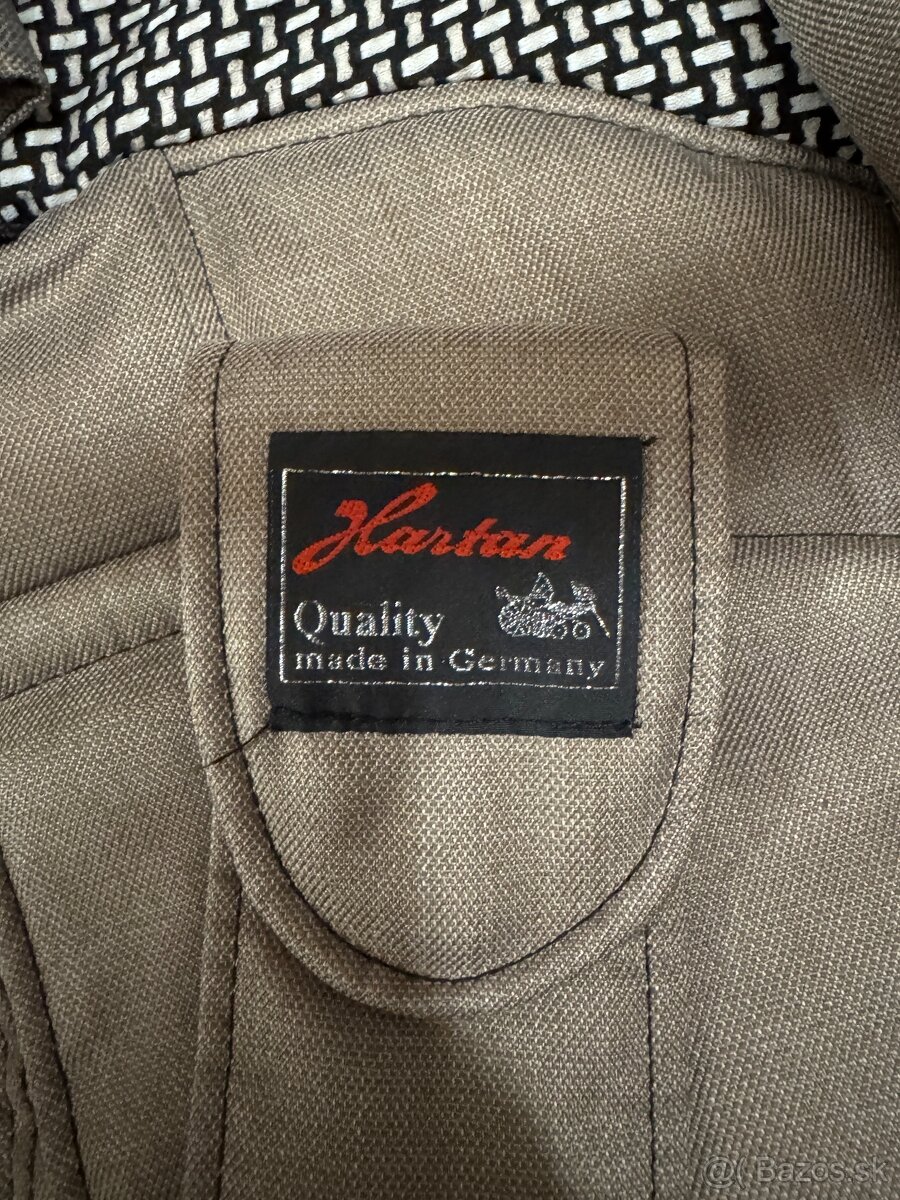 Hartan
Quality
made in Germany
@( Bazos.sk